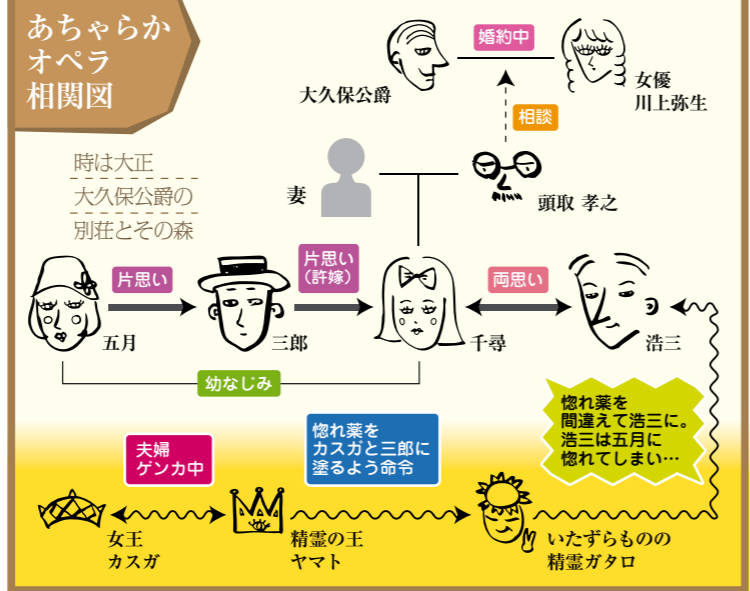 あちゃらか
オペラ
相関図
婚約中
大久保公爵
女優
川上弥生
相談
時は大正
大久保公爵の
別荘とその森
妻
頭取 孝之
片思い
片思い
（許嫁）
両思い
五月
三郎
千尋
浩三
幼なじみ
惚れ薬を
間違えて浩三に。
浩三は五月に
惚れてしまい…
夫婦
ゲンカ中
惚れ薬を
カスガと三郎に
塗るよう命令
女王
カスガ
精霊の王
ヤマト
いたずらものの
精霊ガタロ